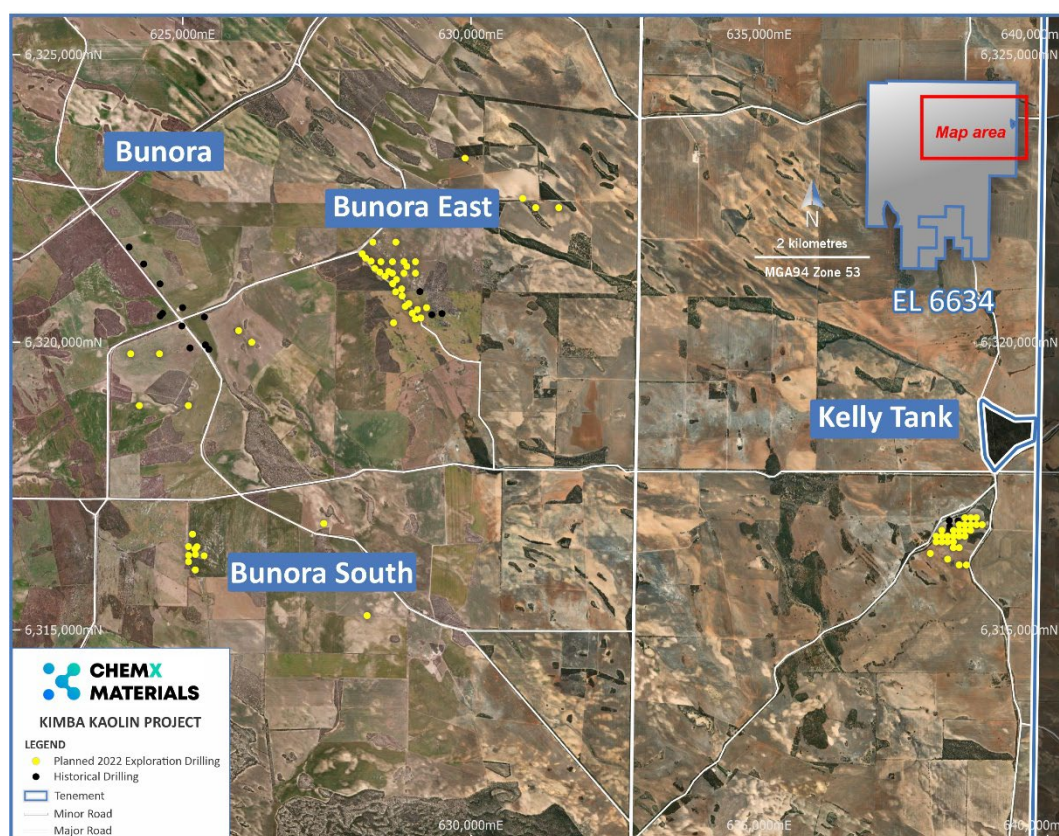 625,000mE
630,000mE
635,000mE
640,000mE
6,325,000mN
6,325,000mN
Bunora
Map area
Bunora East
N
2 kilometres
MGA94 Zone 53
EL 6634
6,320,000mN
6,320,000mN
Kelly Tank
Bunora South
6,315,000mN
6,315,000mN
CHEMX
MATERIALS
KIMBA KAOLIN PROJECT
LEGEND
Planned 2022 Exploration Drilling
Historical Drilling
Tenement
Minor Road
Major Road
630,000mE
635,000mE
640,000mE